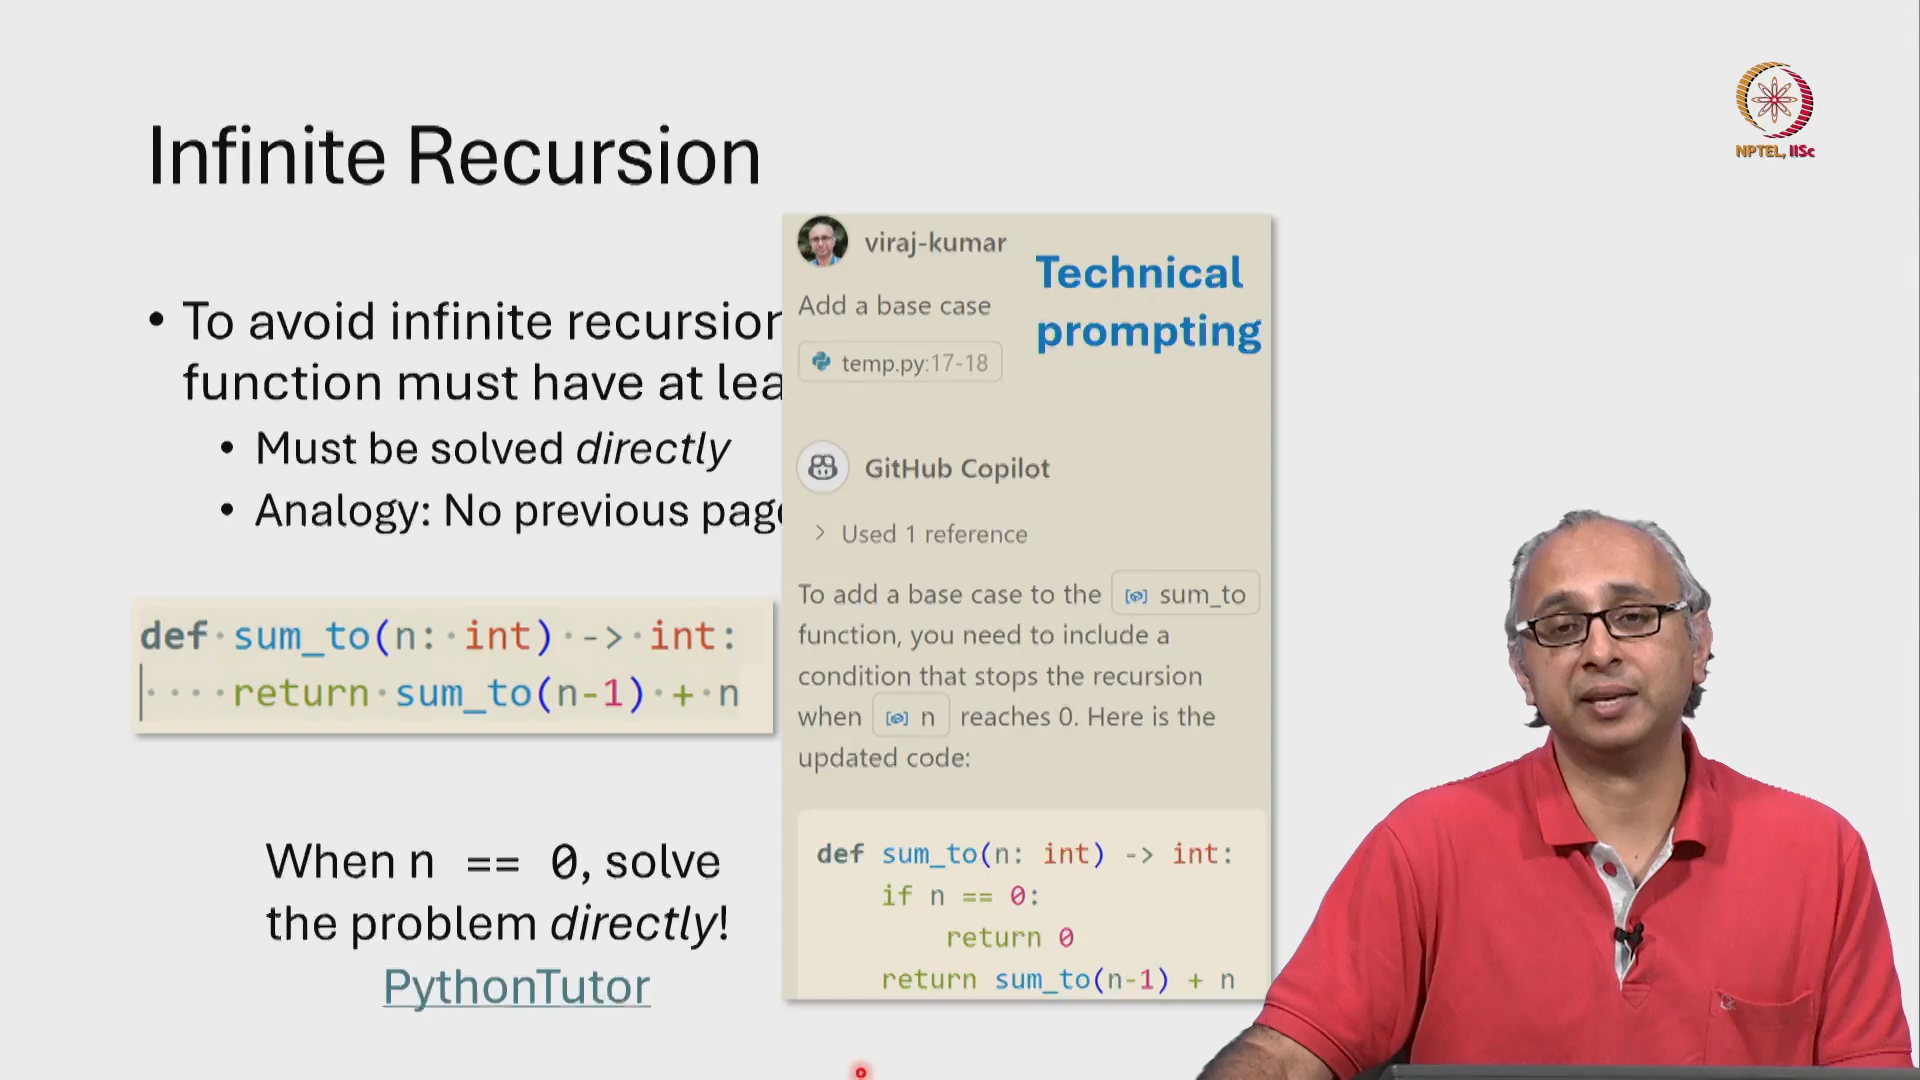 Infinite Recursion
• To avoid infinite recursion
function must have at lea
• Must be solved directly
• Analogy: No previous page
def sum_to(n: int) -> int:
return sum_to(n-1) + n
When n == 0, solve
the problem directly!
PythonTutor
viraj-kumar
Technical
prompting
Add a base case
temp.py:17-18
GitHub Copilot
> Used 1 reference
To add a base case to the sum_to
function, you need to include a
condition that stops the recursion
when n reaches 0. Here is the
updated code:
def sum_to(n: int) -> int:
if n == 0:
return 0
return sum_to(n-1) + n
NPTEL, IISc